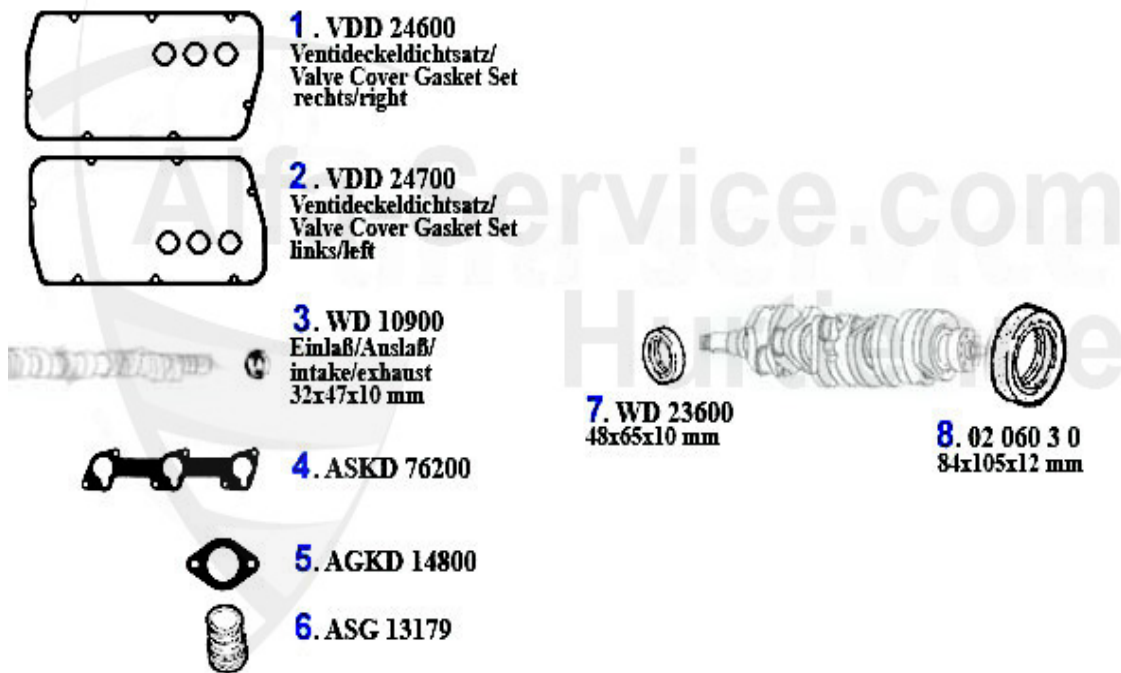 1. VDD 24600
Ventideckeldichtsatz/
Valve Cover Gasket Set
rechts/right
2. VDD 24700
Ventideckeldichtsatz/
Valve Cover Gasket Set
links/left
3. WD 10900
Einlaß/Auslaß/
intake/exhaust
32x47x10 mm
4. ASKD 76200
5. AGKD 14800
6. ASG 13179
7. WD 23600
48x65x10 mm
8. 02 060 3 0
84x105x12 mm
-Service.com